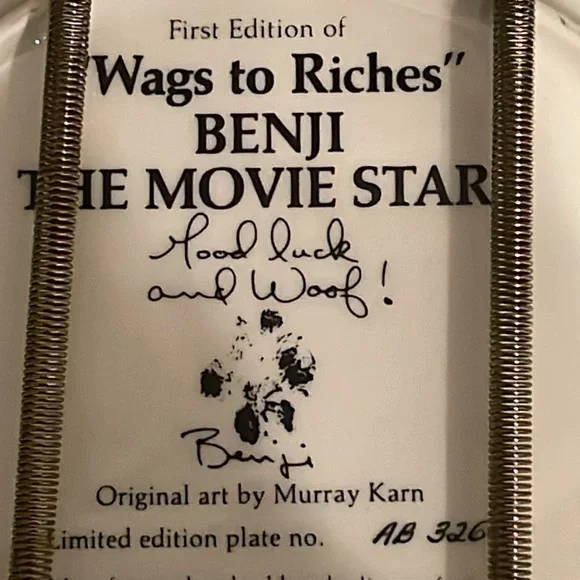 First Edition of
"Wags to Riches"
BENJI
THE MOVIE STAR
Good luck
and Woof!
Benji
Original art by Murray Karn
Limited edition plate no. AB 326